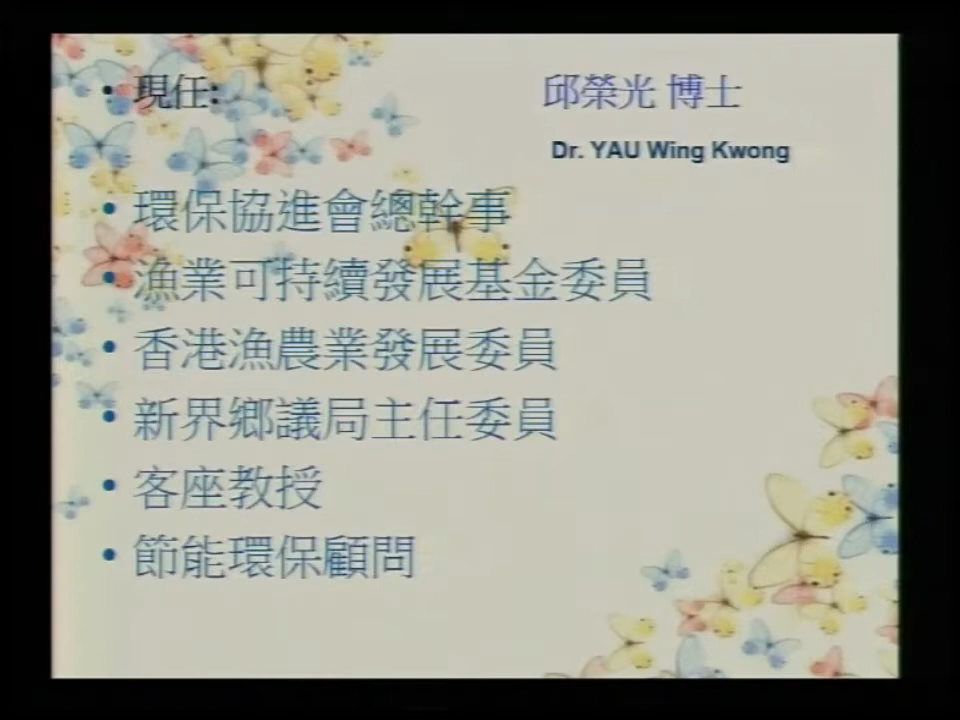 • 現任: 邱榮光 博士
Dr. YAU Wing Kwong
• 環保協進會總幹事
• 漁業可持續發展基金委員
• 香港漁農業發展委員
• 新界鄉議局主任委員
• 客座教授
• 節能環保顧問